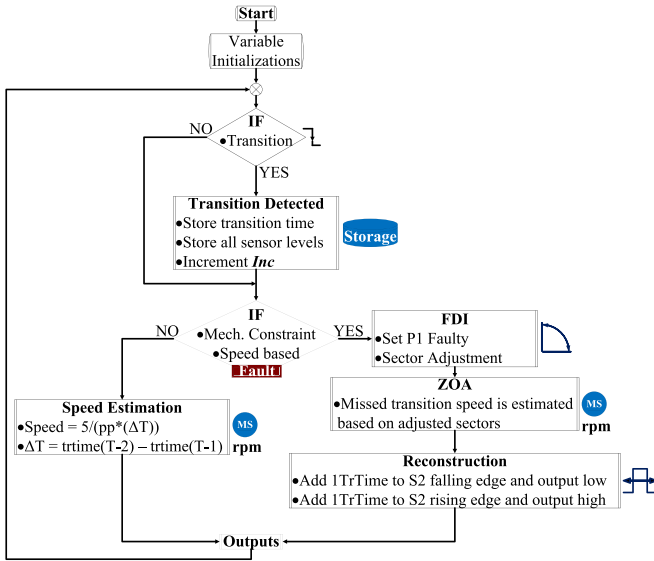 Start
Variable
Initializations
IF
●Transition
NO
YES
Transition Detected
●Store transition time
●Store all sensor levels
●Increment Inc
Storage
IF
●Mech. Constraint
●Speed based
Fault
NO
YES
FDI
●Set P1 Faulty
●Sector Adjustment
ZOA
●Missed transition speed is estimated
based on adjusted sectors
MS
rpm
Speed Estimation
●Speed = 5/(pp*(ΔT))
●ΔT = trtime(T-2) – trtime(T-1)
MS
rpm
Reconstruction
●Add 1TrTime to S2 falling edge and output low
●Add 1TrTime to S2 rising edge and output high
Outputs